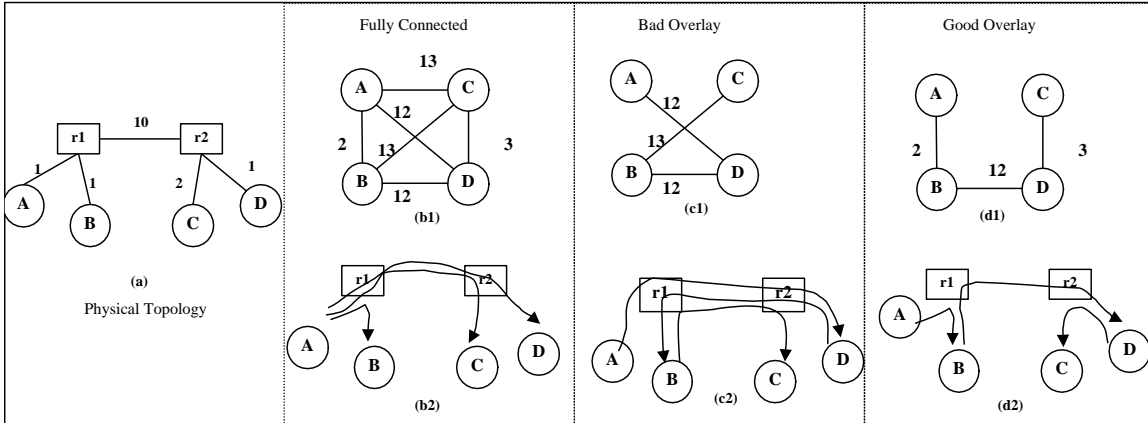 Fully Connected
Bad Overlay
Good Overlay
10
r1
r2
1
1
2
1
A
B
C
D
(a)
Physical Topology
13
A
C
12
2
13
3
B
12
D
(b1)
r1
r2
A
B
C
D
(b2)
A
C
12
13
B
12
D
(c1)
r1
r2
A
B
C
D
(c2)
A
C
2
12
3
B
D
(d1)
r1
r2
A
B
C
D
(d2)